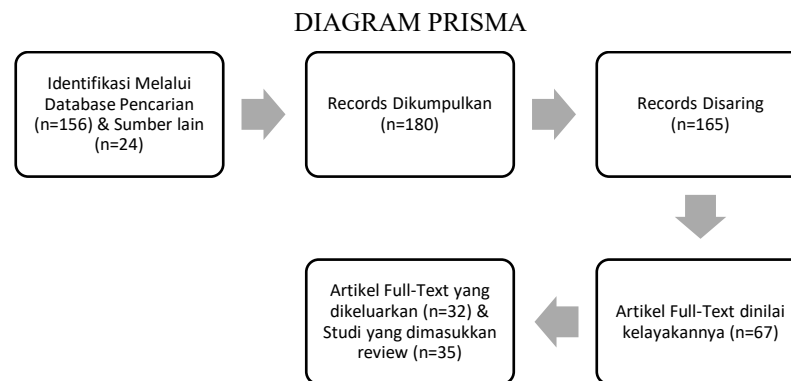 DIAGRAM PRISMA
Identifikasi Melalui
Database Pencarian
(n=156) & Sumber lain
(n=24)
Records Dikumpulkan
(n=180)
Records Disaring
(n=165)
Artikel Full-Text dinilai
kelayakannya (n=67)
Artikel Full-Text yang
dikeluarkan (n=32) &
Studi yang dimasukkan
review (n=35)